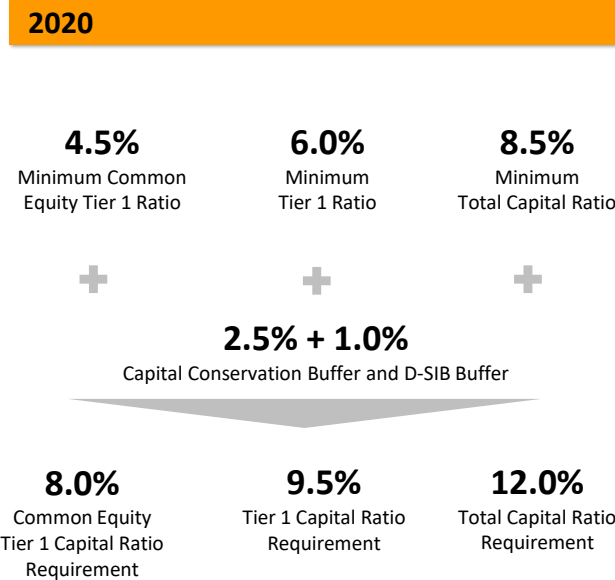 2020
4.5%
Minimum Common
Equity Tier 1 Ratio
6.0%
Minimum
Tier 1 Ratio
8.5%
Minimum
Total Capital Ratio
2.5% + 1.0%
Capital Conservation Buffer and D-SIB Buffer
8.0%
Common Equity
Tier 1 Capital Ratio
Requirement
9.5%
Tier 1 Capital Ratio
Requirement
12.0%
Total Capital Ratio
Requirement